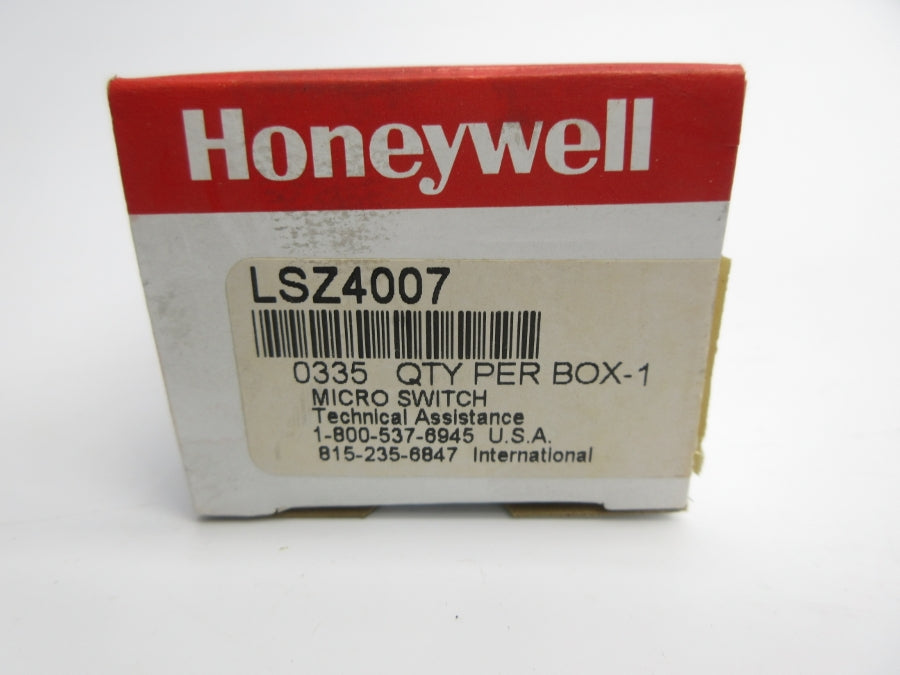 Honeywell
LSZ4007
0335 QTY PER BOX-1
MICRO SWITCH
Technical Assistance
1-800-537-6945 U.S.A.
815-235-6847 International